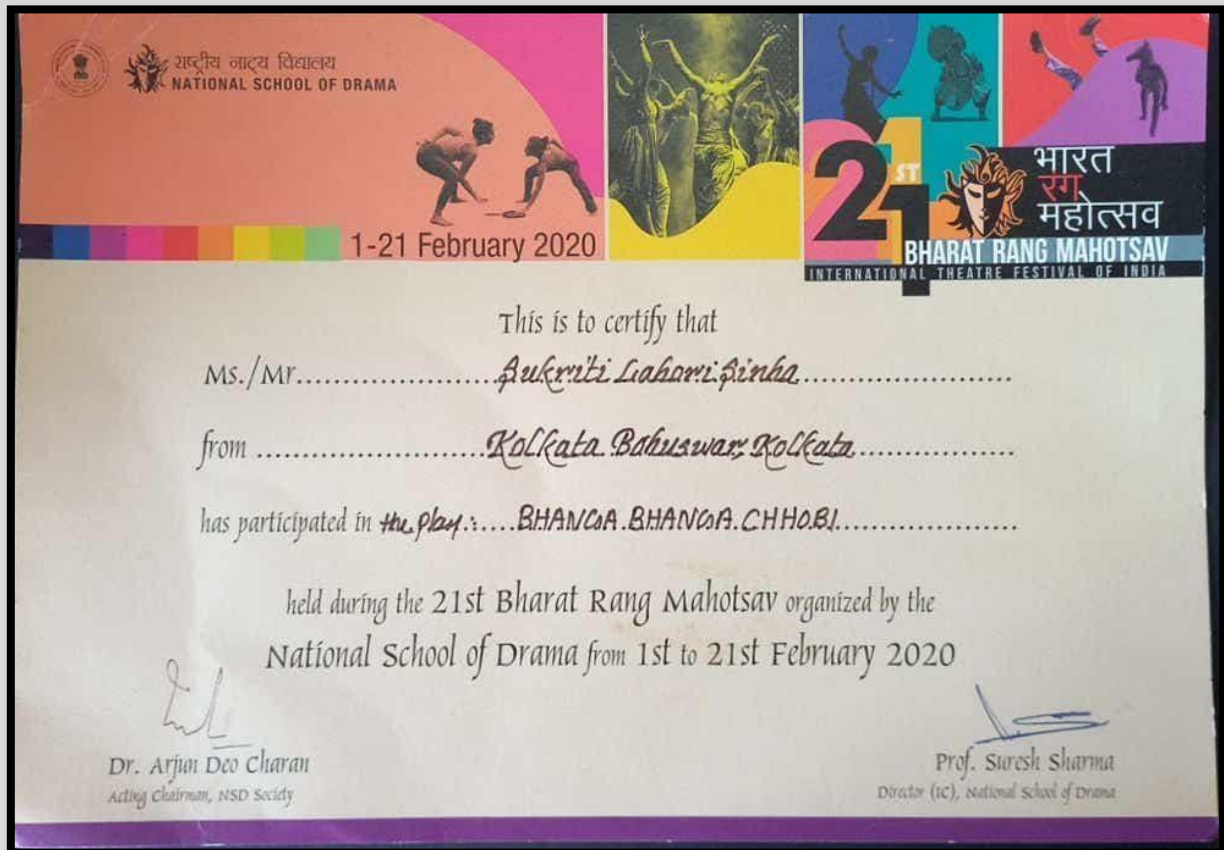 राष्ट्रीय नाट्य विद्यालय
NATIONAL SCHOOL OF DRAMA
1-21 February 2020
21ST
भारत
रंग
महोत्सव
BHARAT RANG MAHOTSAV
INTERNATIONAL THEATRE FESTIVAL OF INDIA
This is to certify that
Ms./Mr.....................Sukriti Lahori Sinha........................
from .........................Kolkata Bahuswar, Kolkata..................
has participated in the play:.....BHANGA.BHANGA.CHHOBI....................
held during the 21st Bharat Rang Mahotsav organized by the
National School of Drama from 1st to 21st February 2020
Dr. Arjun Deo Charan
Acting Chairman, NSD Society
Prof. Suresh Sharma
Director (IC), National School of Drama